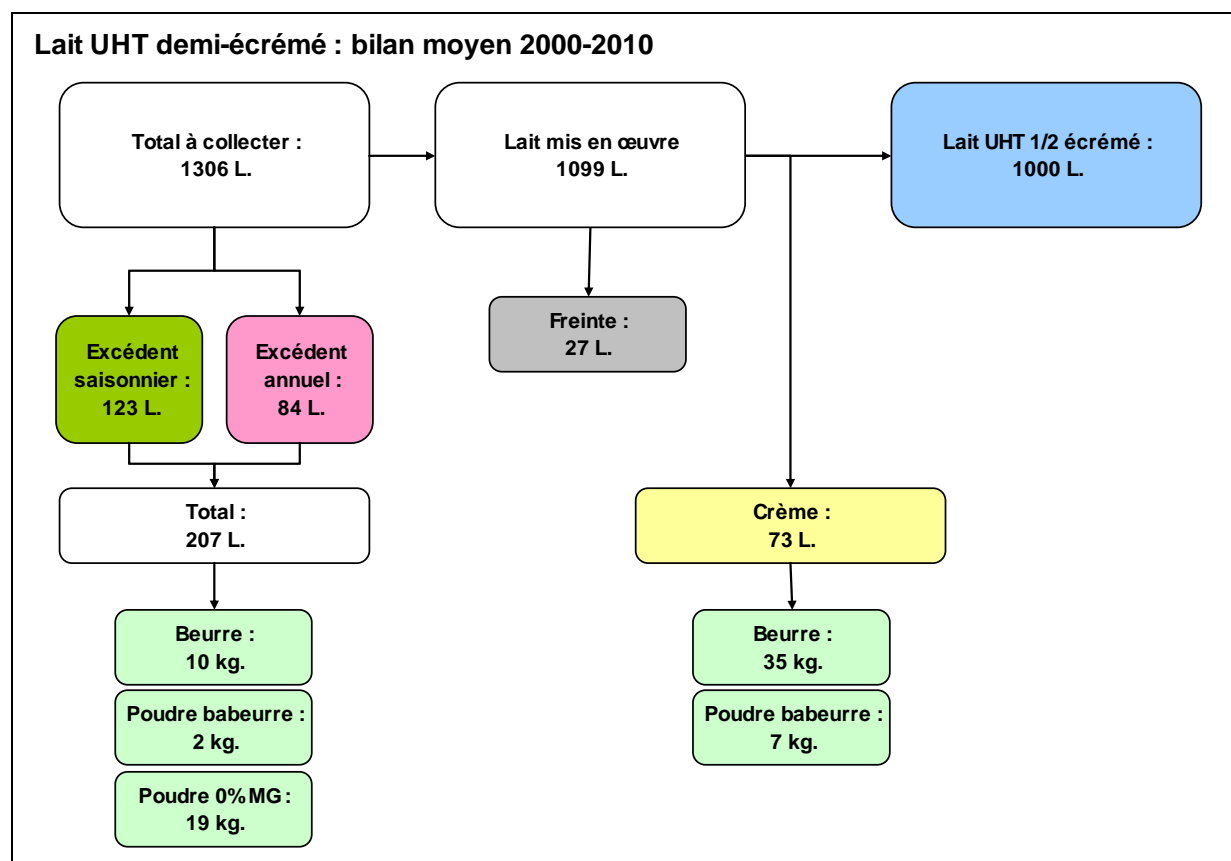 Lait UHT demi-écrémé : bilan moyen 2000-2010
Total à collecter :
1306 L.
Lait mis en œuvre
1099 L.
Lait UHT 1/2 écrémé :
1000 L.
Freinte :
27 L.
Excédent
saisonnier :
123 L.
Excédent
annuel :
84 L.
Total :
207 L.
Crème :
73 L.
Beurre :
10 kg.
Poudre babeurre :
2 kg.
Poudre 0% MG :
19 kg.
Beurre :
35 kg.
Poudre babeurre :
7 kg.